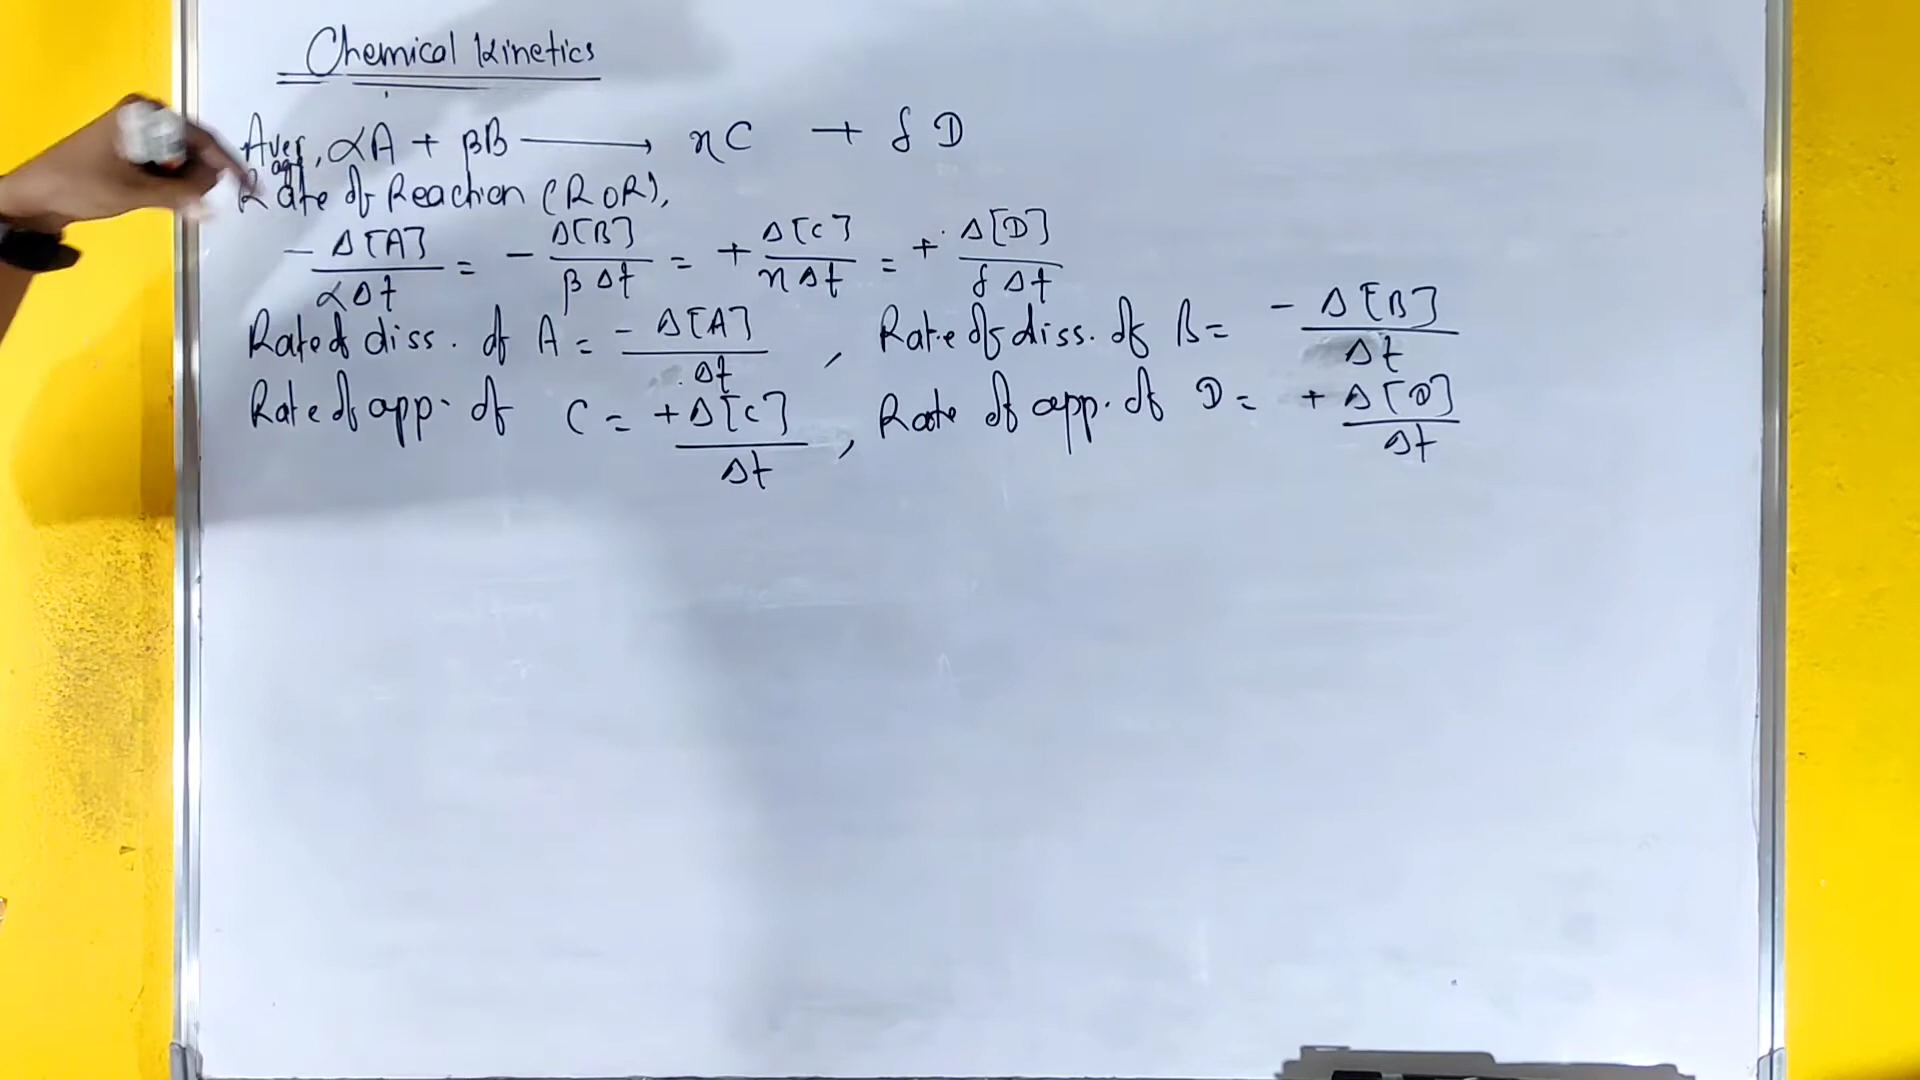 Chemical Kinetics
Average, αA + βB ⟶ ηC + δD
Rate of Reaction (ROR),
- Δ[A]/αΔt = - Δ[B]/βΔt = + Δ[C]/ηΔt = + Δ[D]/δΔt
Rate of diss. of A = - Δ[A]/Δt , Rate of diss. of B = - Δ[B]/Δt
Rate of app. of C = + Δ[C]/Δt , Rate of app. of D = + Δ[D]/Δt